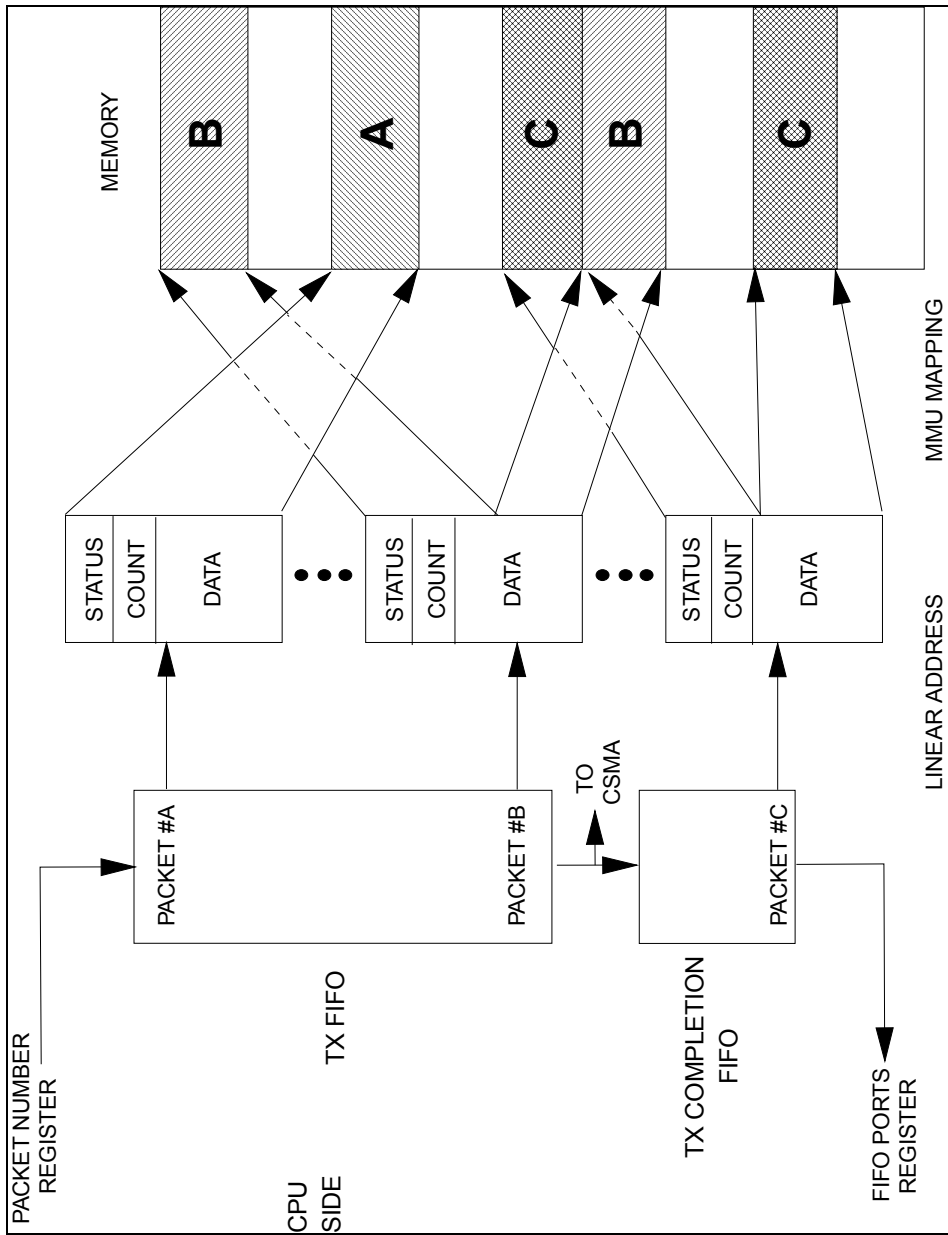 PACKET NUMBER
REGISTER
CPU
SIDE
TX FIFO
PACKET #A
PACKET #B
TO
CSMA
TX COMPLETION
FIFO
PACKET #C
FIFO PORTS
REGISTER
STATUS
COUNT
DATA
STATUS
COUNT
DATA
STATUS
COUNT
DATA
LINEAR ADDRESS
MMU MAPPING
MEMORY
B
A
C
B
C